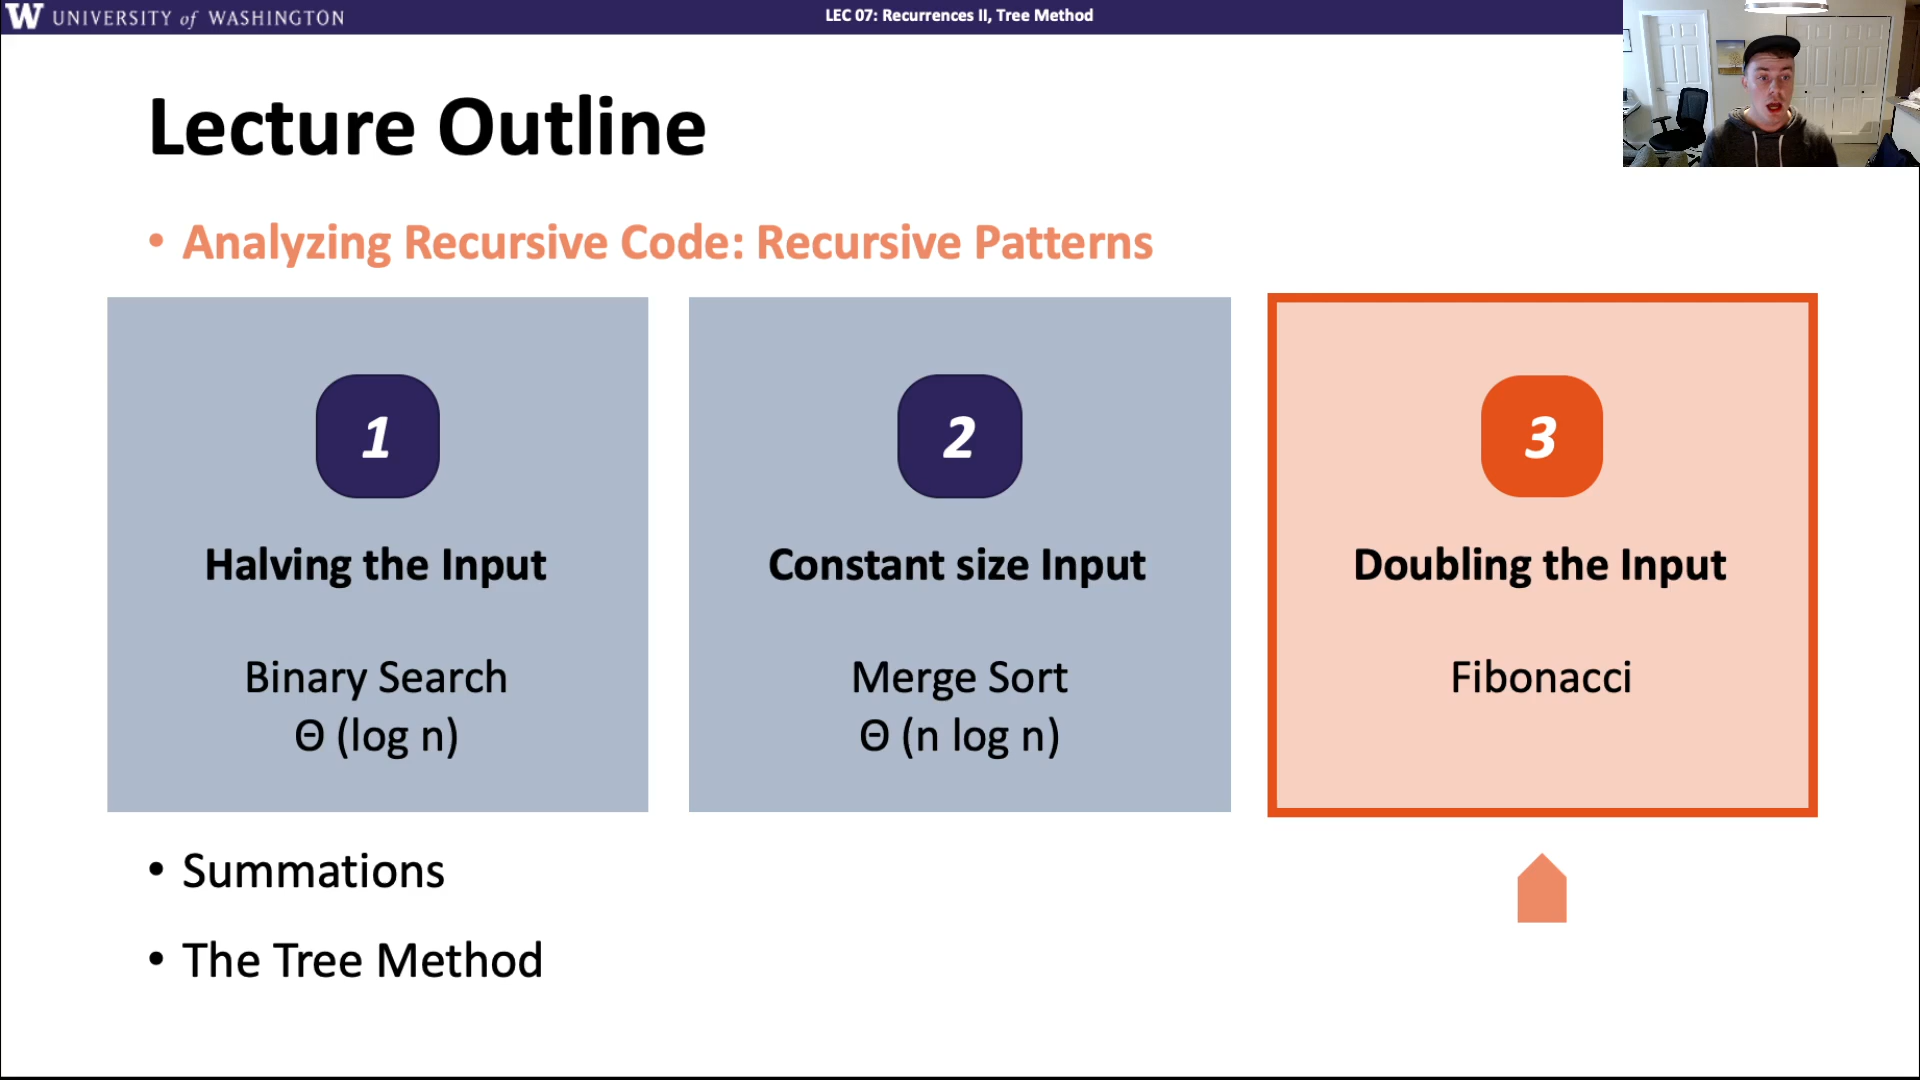 W UNIVERSITY of WASHINGTON
LEC 07: Recurrences II, Tree Method
Lecture Outline
• Analyzing Recursive Code: Recursive Patterns
1
Halving the Input
Binary Search
Θ (log n)
2
Constant size Input
Merge Sort
Θ (n log n)
3
Doubling the Input
Fibonacci
• Summations
• The Tree Method